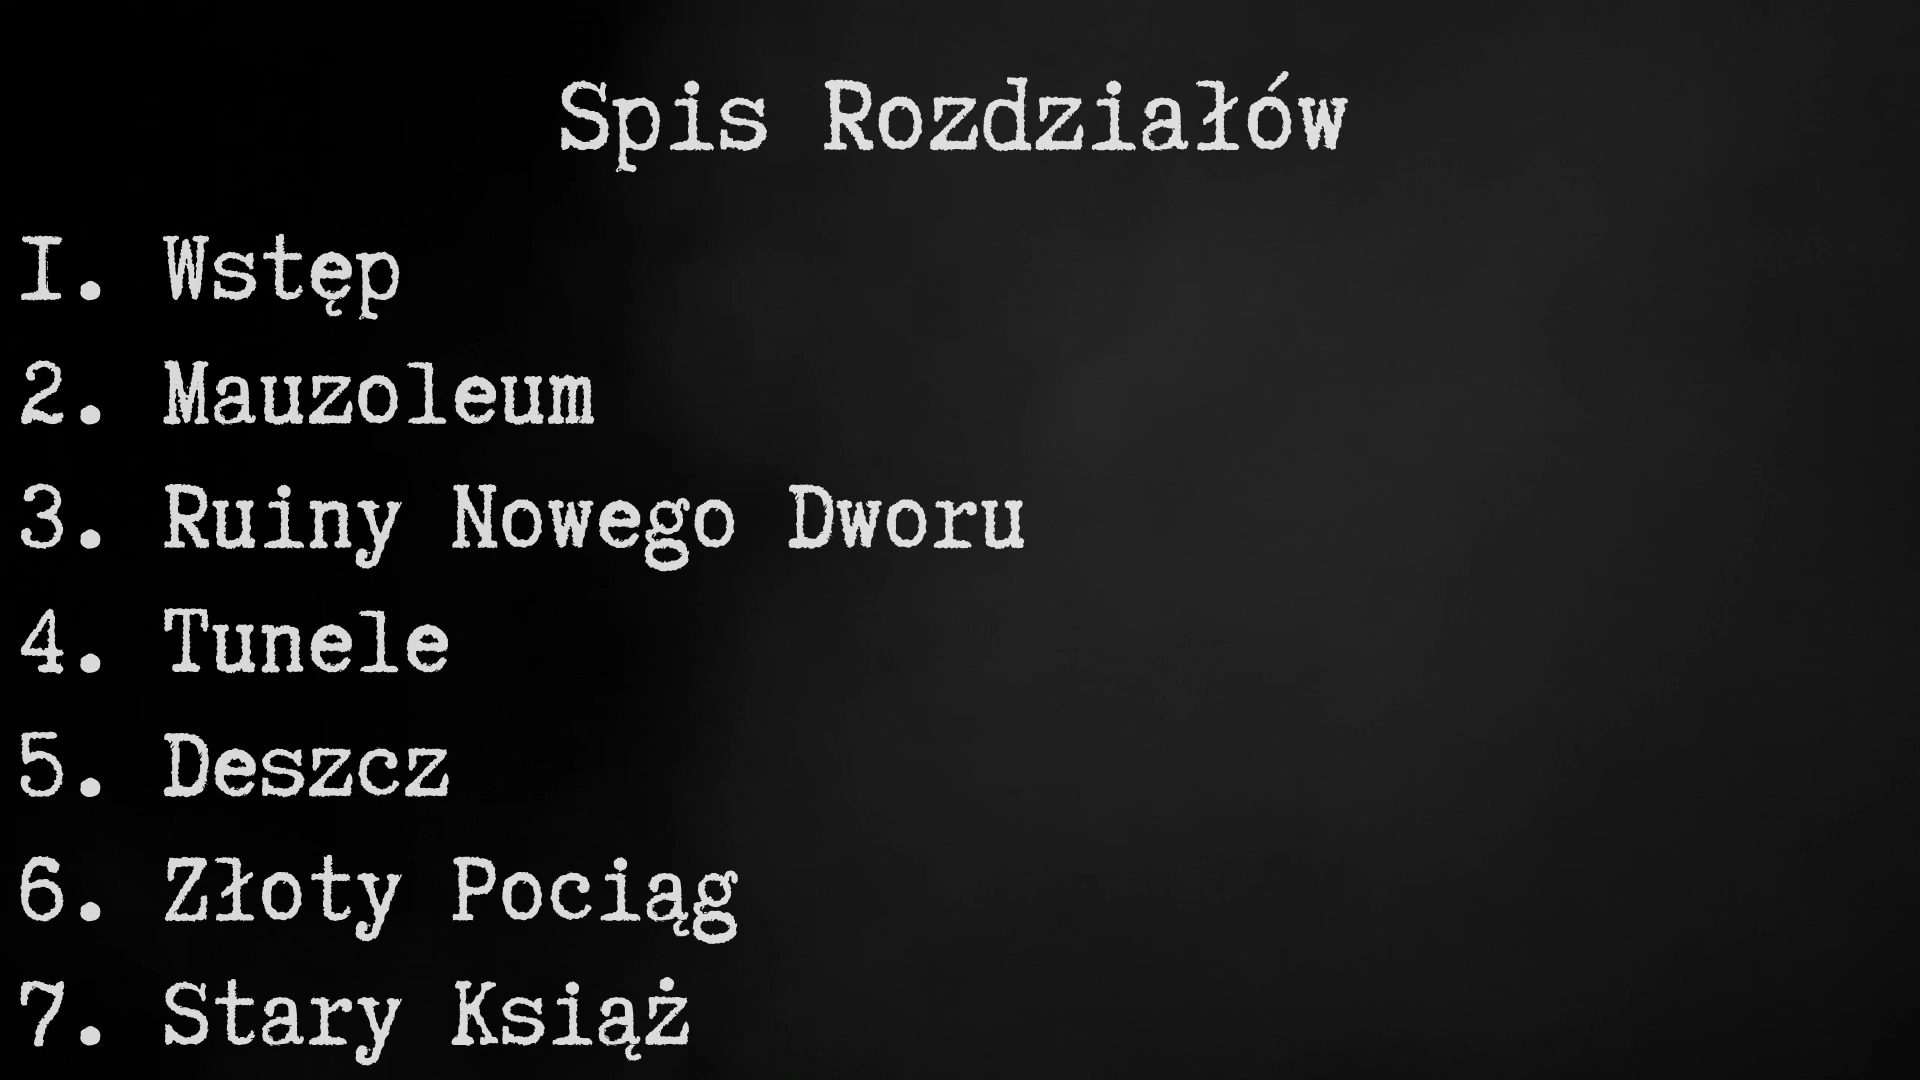 Spis Rozdziałów
1. Wstęp
2. Mauzoleum
3. Ruiny Nowego Dworu
4. Tunele
5. Deszcz
6. Złoty Pociąg
7. Stary Książ